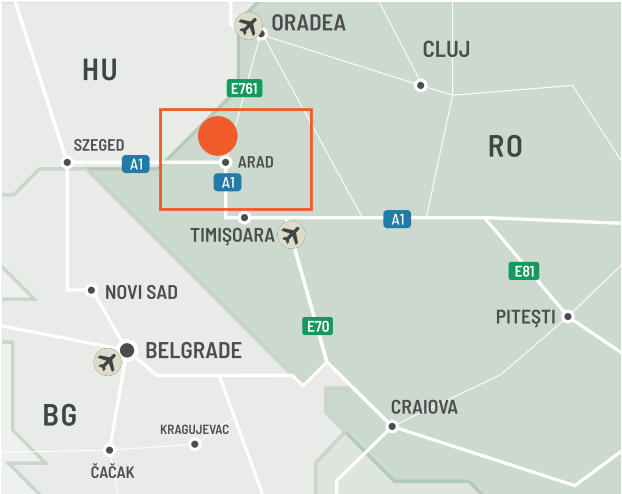 ORADEA
CLUJ
HU
E761
SZEGED
A1
ARAD
RO
A1
A1
TIMIŞOARA
E81
NOVI SAD
PITEŞTI
E70
BELGRADE
CRAIOVA
BG
KRAGUJEVAC
ČAČAK